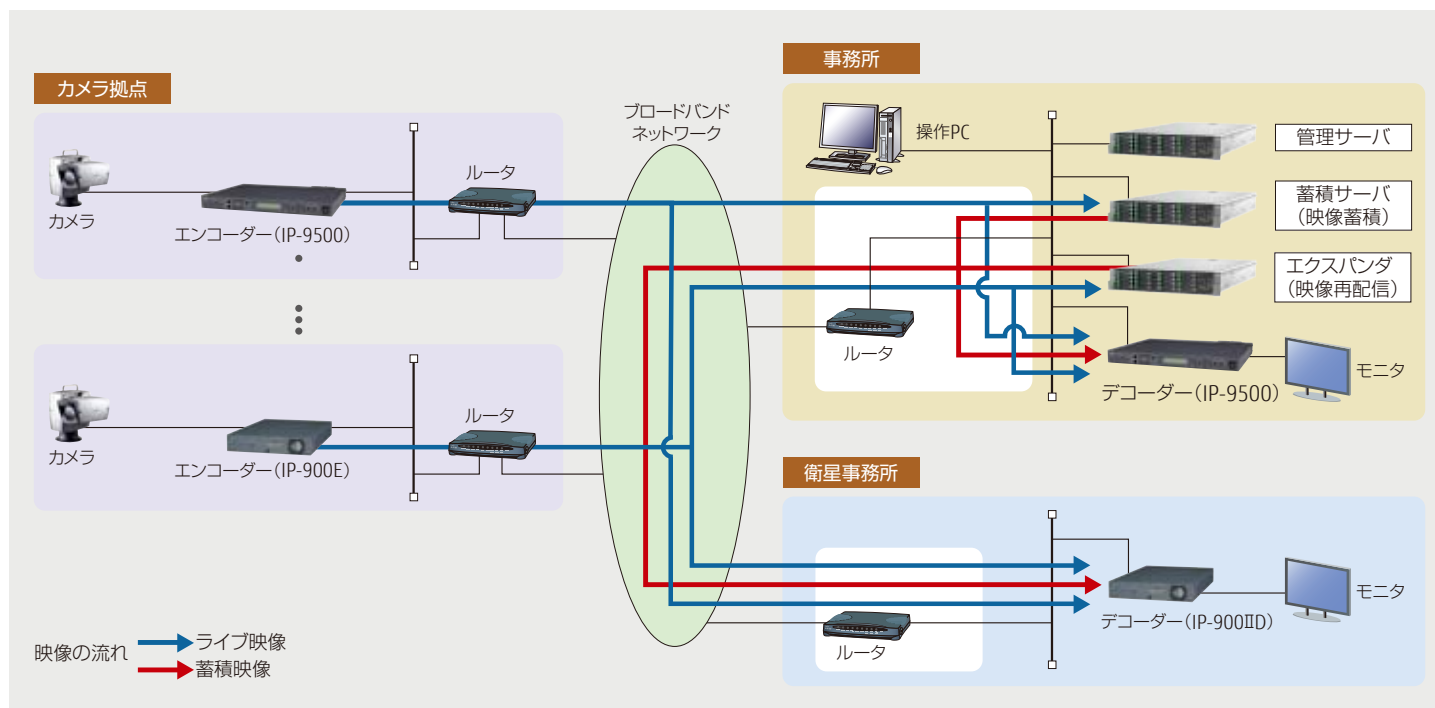 カメラ拠点
カメラ
エンコーダー（IP-9500）
ルータ
カメラ
エンコーダー（IP-900E）
ルータ
ブロードバンド
ネットワーク
事務所
操作PC
ルータ
管理サーバ
蓄積サーバ
（映像蓄積）
エクスパンダ
（映像再配信）
デコーダー（IP-9500）
モニタ
衛星事務所
ルータ
デコーダー（IP-900ⅡD）
モニタ
映像の流れ
ライブ映像
蓄積映像